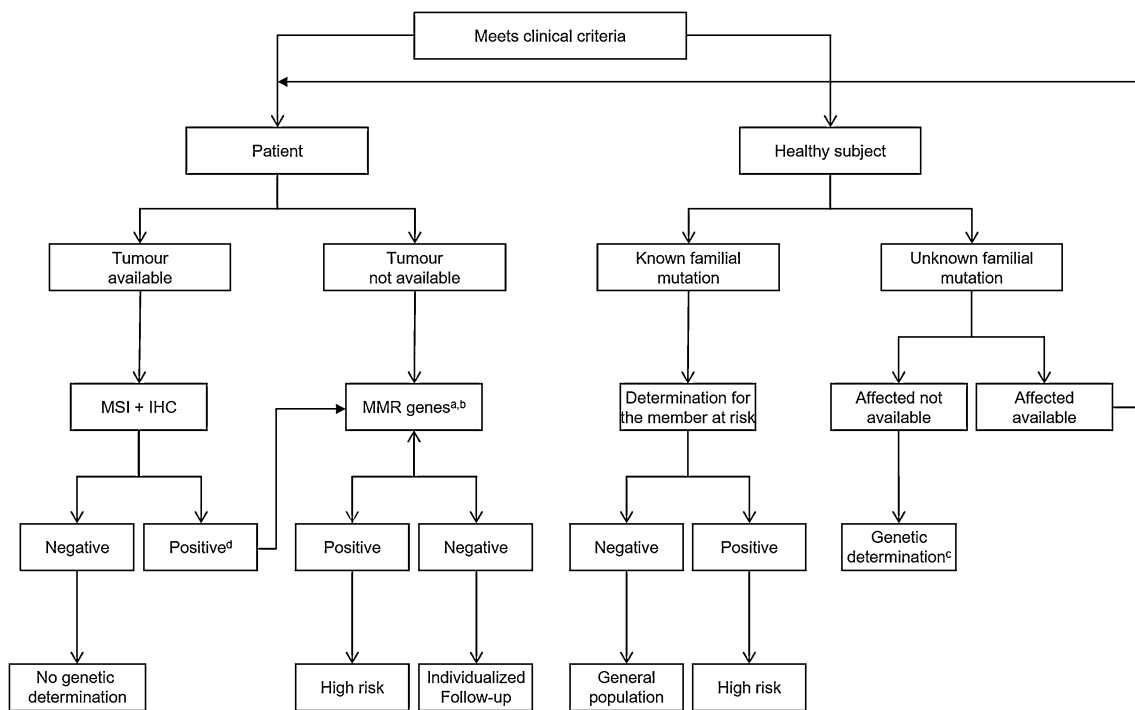 Meets clinical criteria
Patient
Healthy subject
Tumour
available
Tumour
not available
Known familial
mutation
Unknown familial
mutation
MSI + IHC
MMR genesᵃ,ᵇ
Determination for
the member at risk
Affected not
available
Affected
available
Negative
Positiveᵈ
Positive
Negative
Negative
Positive
Genetic
determinationᶜ
No genetic
determination
High risk
Individualized
Follow-up
General
population
High risk